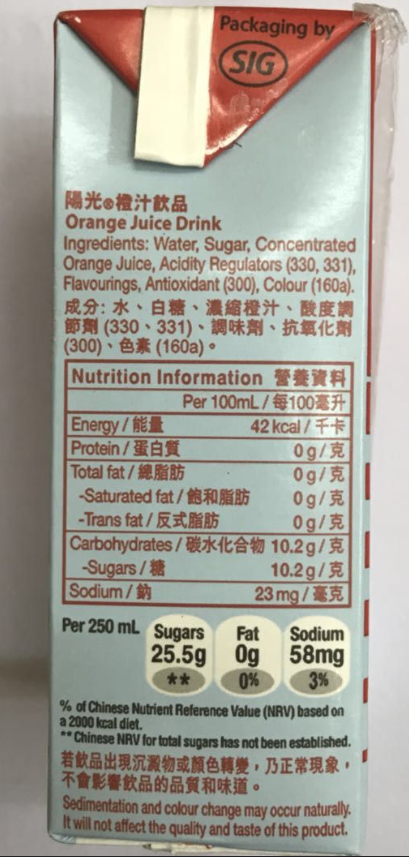 Packaging by
SIG
陽光®橙汁飲品
Orange Juice Drink
Ingredients: Water, Sugar, Concentrated
Orange Juice, Acidity Regulators (330, 331),
Flavourings, Antioxidant (300), Colour (160a).
成分: 水、白糖、濃縮橙汁、酸度調
節劑 (330、331)、調味劑、抗氧化劑
(300)、色素 (160a)。
Nutrition Information 營養資料
Per 100mL / 每100毫升
Energy / 能量 42 kcal / 千卡
Protein / 蛋白質 0 g / 克
Total fat / 總脂肪 0 g / 克
-Saturated fat / 飽和脂肪 0 g / 克
-Trans fat / 反式脂肪 0 g / 克
Carbohydrates / 碳水化合物 10.2 g / 克
-Sugars / 糖 10.2 g / 克
Sodium / 鈉 23 mg / 毫克
Per 250 mL Sugars Fat Sodium
25.5g 0g 58mg
** 0% 3%
% of Chinese Nutrient Reference Value (NRV) based on
a 2000 kcal diet.
** Chinese NRV for total sugars has not been established.
若飲品出現沉澱物或顏色轉變，乃正常現象，
不會影響飲品的品質和味道。
Sedimentation and colour change may occur naturally.
It will not affect the quality and taste of this product.